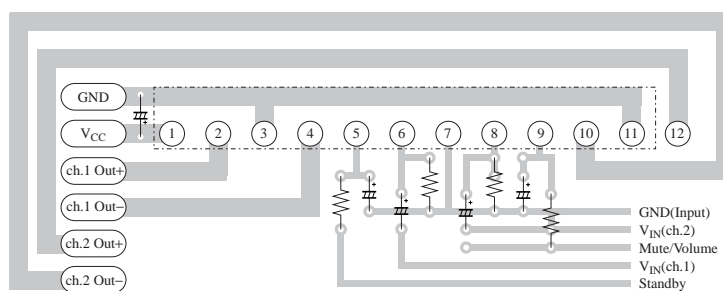 GND
VCC
ch.1 Out+
ch.1 Out−
ch.2 Out+
ch.2 Out−
1 2 3 4 5 6 7 8 9 10 11 12
+
+
+
+
+
GND(Input)
VIN(ch.2)
Mute/Volume
VIN(ch.1)
Standby